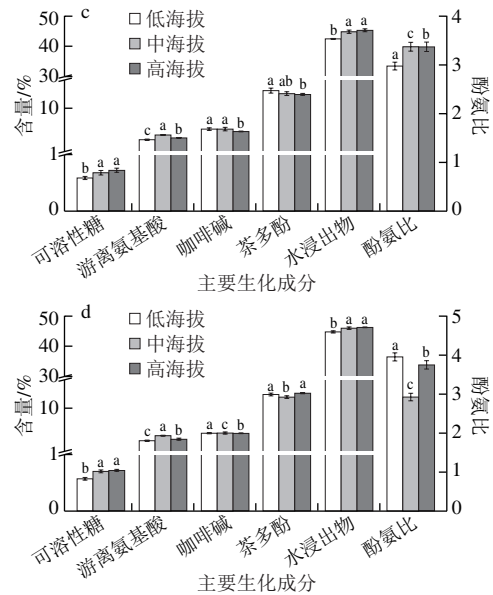 c
低海拔
中海拔
高海拔
50
40
30
10
1
0
含量/%
4
3
2
1
0
酚氨比
b a a
c a b
a a b
a ab b
b a a
a c b
可溶性糖
游离氨基酸
咖啡碱
茶多酚
水浸出物
酚氨比
主要生化成分
d
低海拔
中海拔
高海拔
50
40
30
10
1
0
含量/%
5
4
3
2
1
0
酚氨比
b a a
b a b
a c b
a b a
b a a
a c b
可溶性糖
游离氨基酸
咖啡碱
茶多酚
水浸出物
酚氨比
主要生化成分